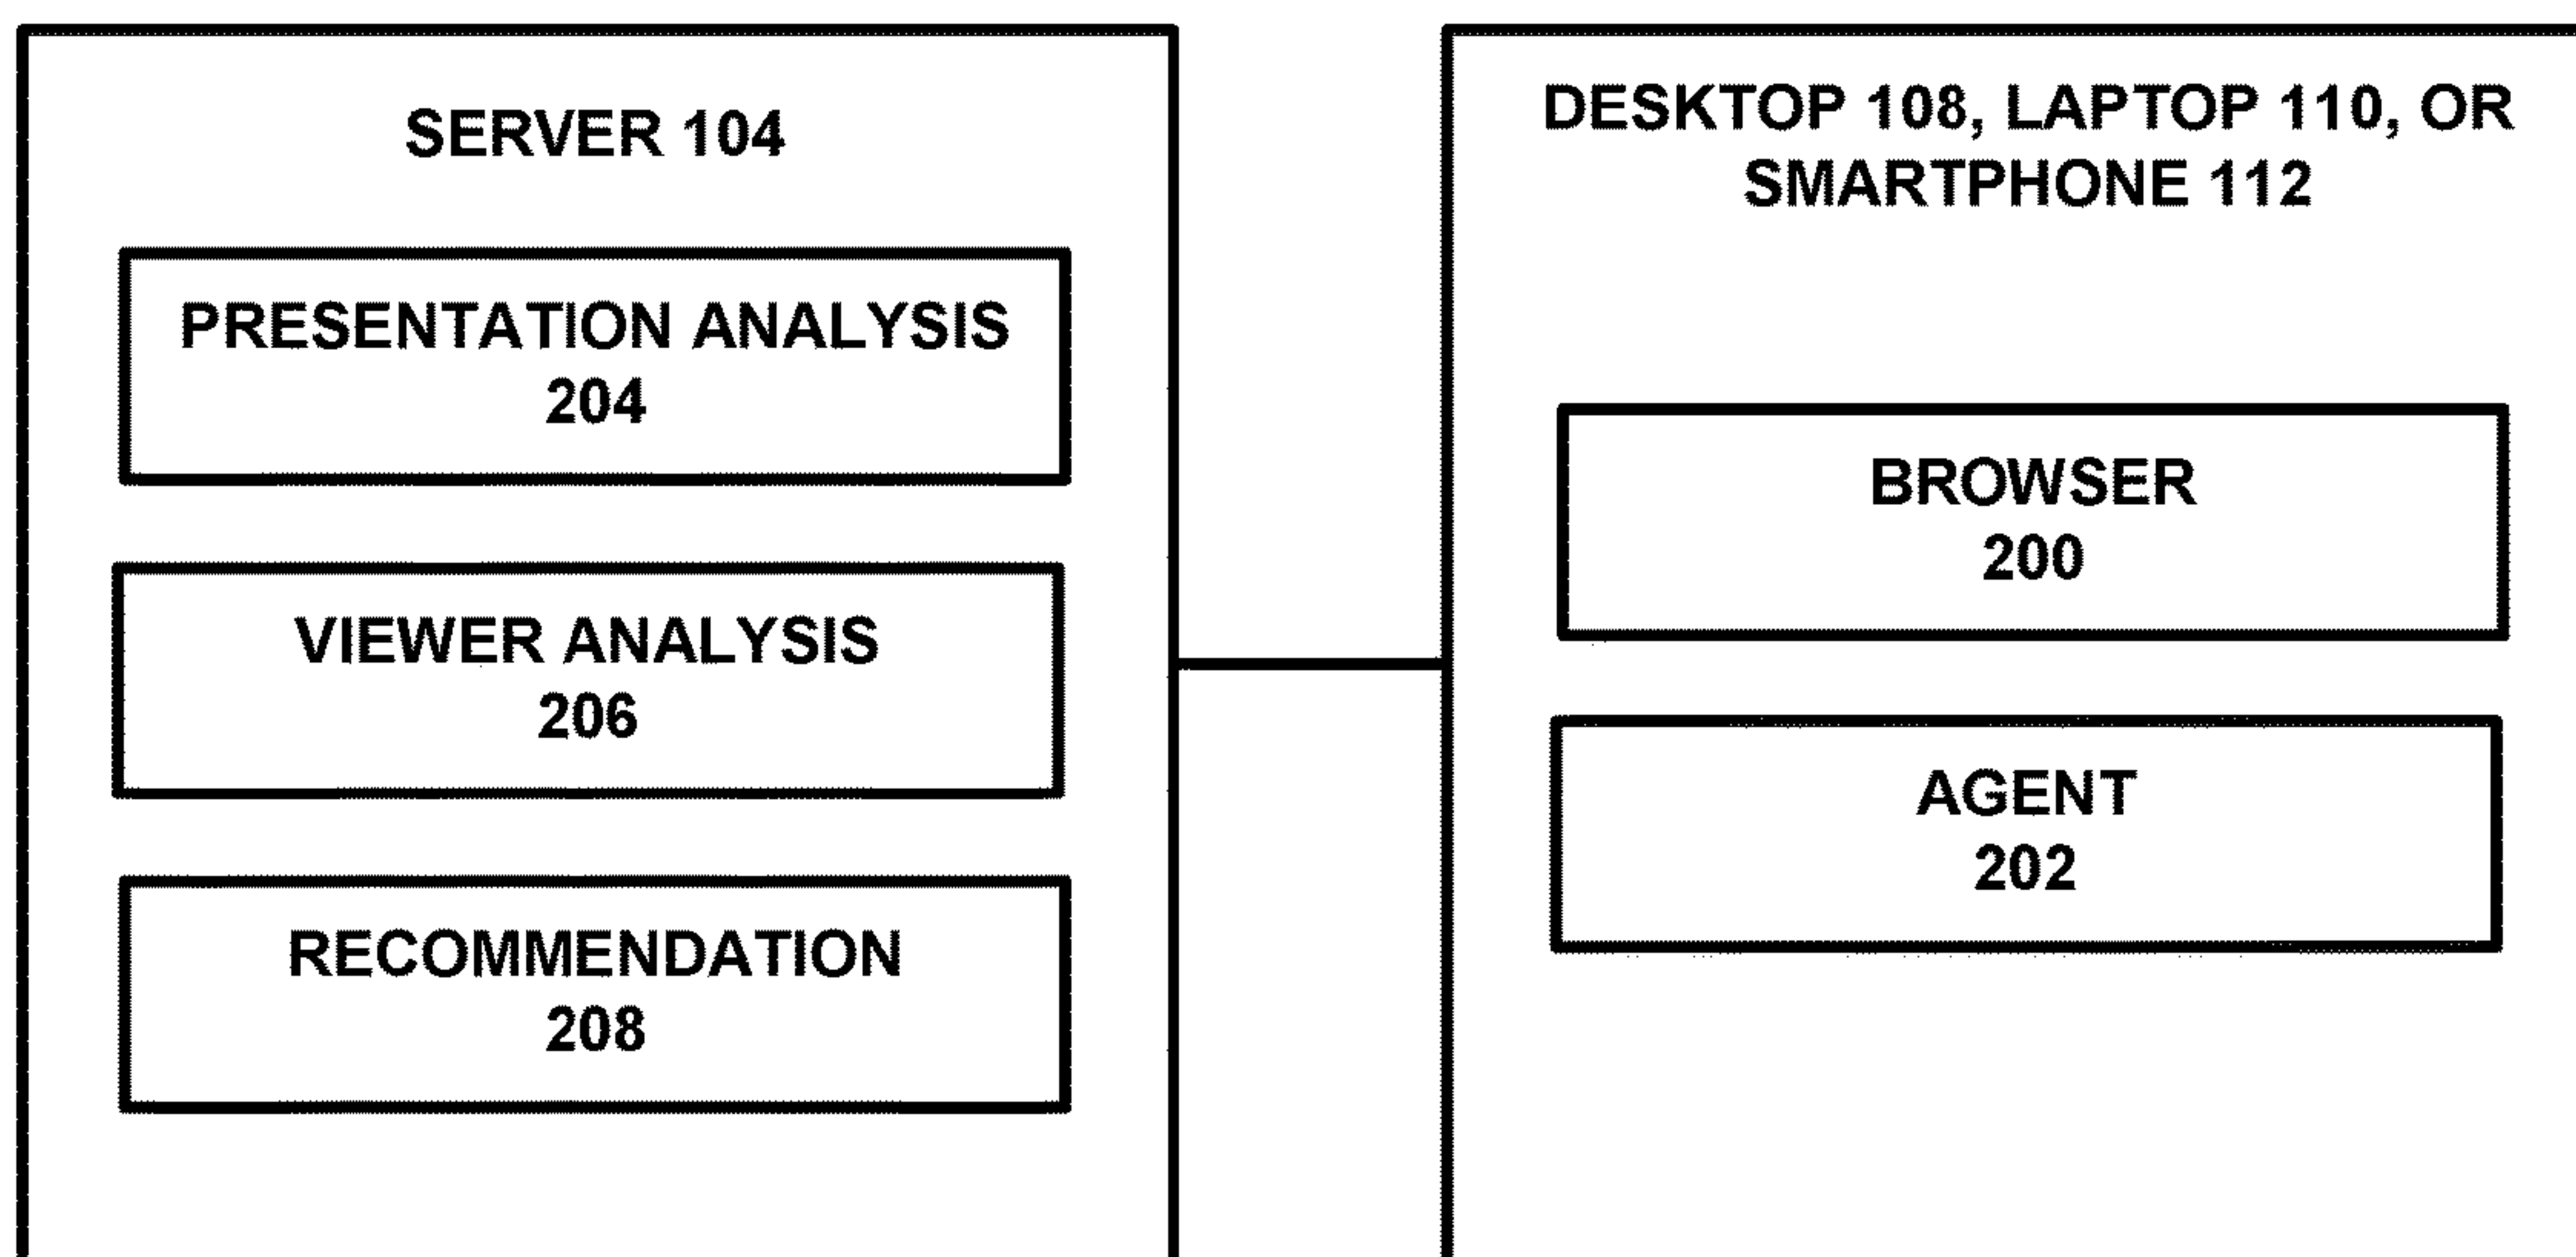 SERVER 104
PRESENTATION ANALYSIS
204
VIEWER ANALYSIS
206
RECOMMENDATION
208
DESKTOP 108, LAPTOP 110, OR
SMARTPHONE 112
BROWSER
200
AGENT
202